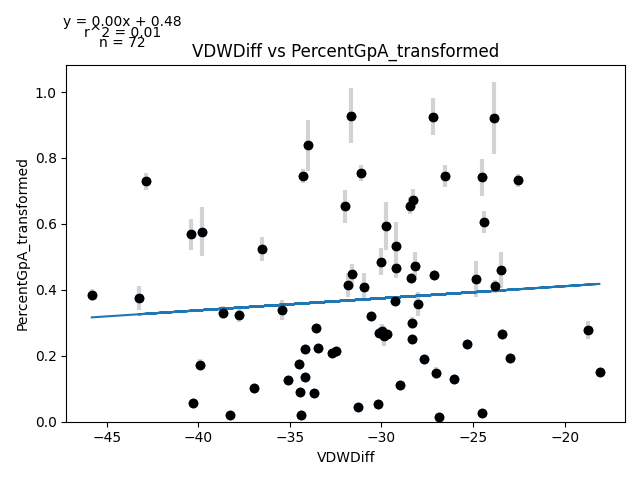 y = 0.00x + 0.48
r^2 = 0.01
n = 72
VDWDiff vs PercentGpA_transformed
1.0
0.8
0.6
0.4
0.2
0.0
PercentGpA_transformed
−45
−40
−35
−30
−25
−20
VDWDiff